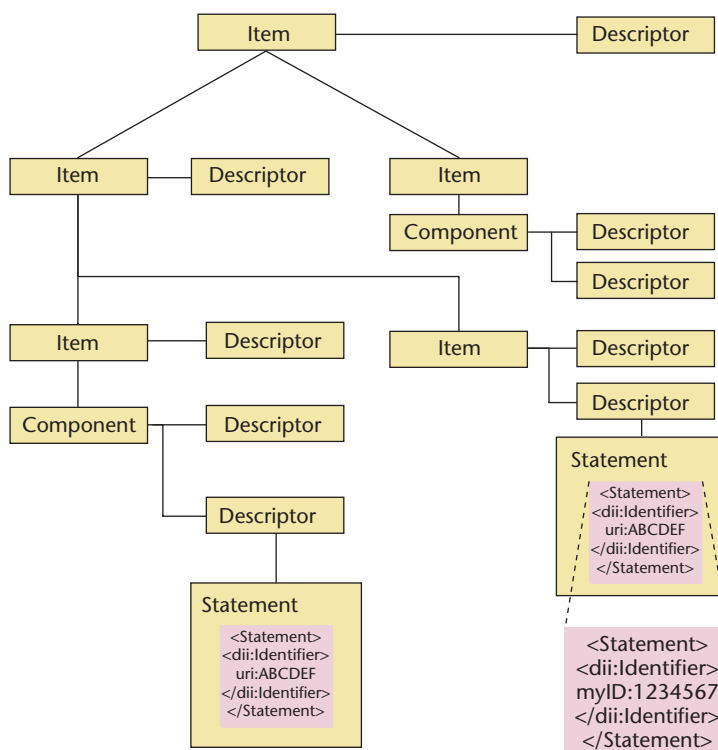 Item
Descriptor
Item
Descriptor
Item
Component
Descriptor
Descriptor
Item
Descriptor
Item
Descriptor
Descriptor
Component
Descriptor
Descriptor
Statement
<Statement>
<dii:Identifier>
uri:ABCDEF
</dii:Identifier>
</Statement>
Statement
<Statement>
<dii:Identifier>
uri:ABCDEF
</dii:Identifier>
</Statement>
<Statement>
<dii:Identifier>
myID:1234567
</dii:Identifier>
</Statement>